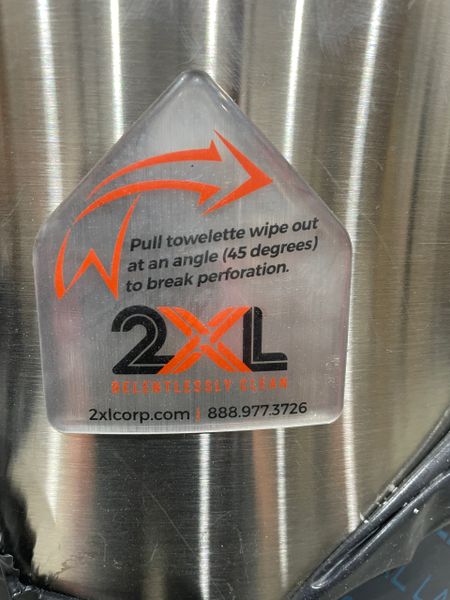 Pull towelette wipe out
at an angle (45 degrees)
to break perforation.
2XL
RELENTLESSLY CLEAN
2xlcorp.com | 888.977.3726